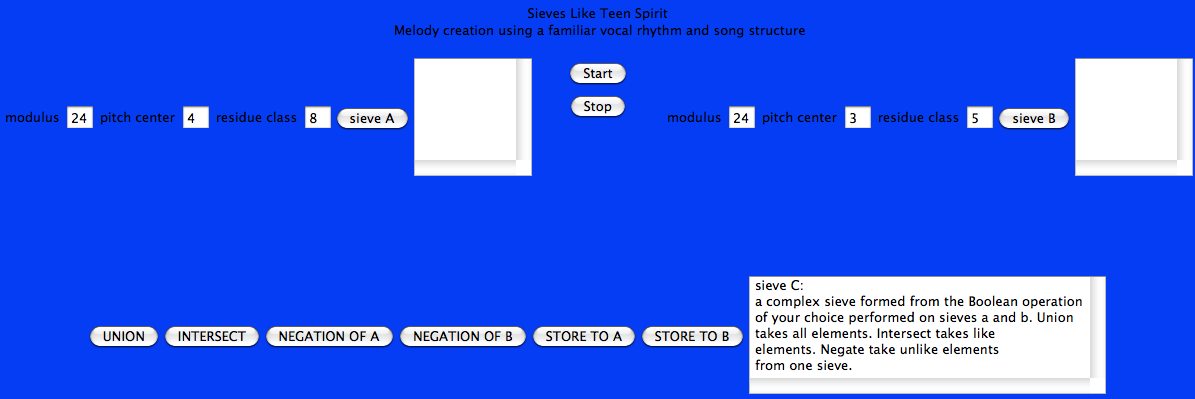 Sieves Like Teen Spirit
Melody creation using a familiar vocal rhythm and song structure
Start
Stop
modulus 24 pitch center 4 residue class 8 sieve A
modulus 24 pitch center 3 residue class 5 sieve B
UNION INTERSECT NEGATION OF A NEGATION OF B STORE TO A STORE TO B
sieve C:
a complex sieve formed from the Boolean operation
of your choice performed on sieves a and b. Union
takes all elements. Intersect takes like
elements. Negate take unlike elements
from one sieve.